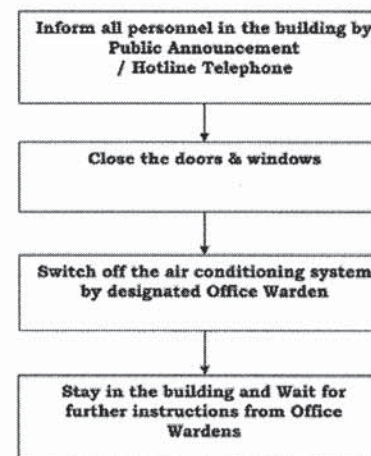 Inform all personnel in the building by
Public Announcement
/ Hotline Telephone
Close the doors & windows
Switch off the air conditioning system
by designated Office Warden
Stay in the building and Wait for
further instructions from Office
Wardens